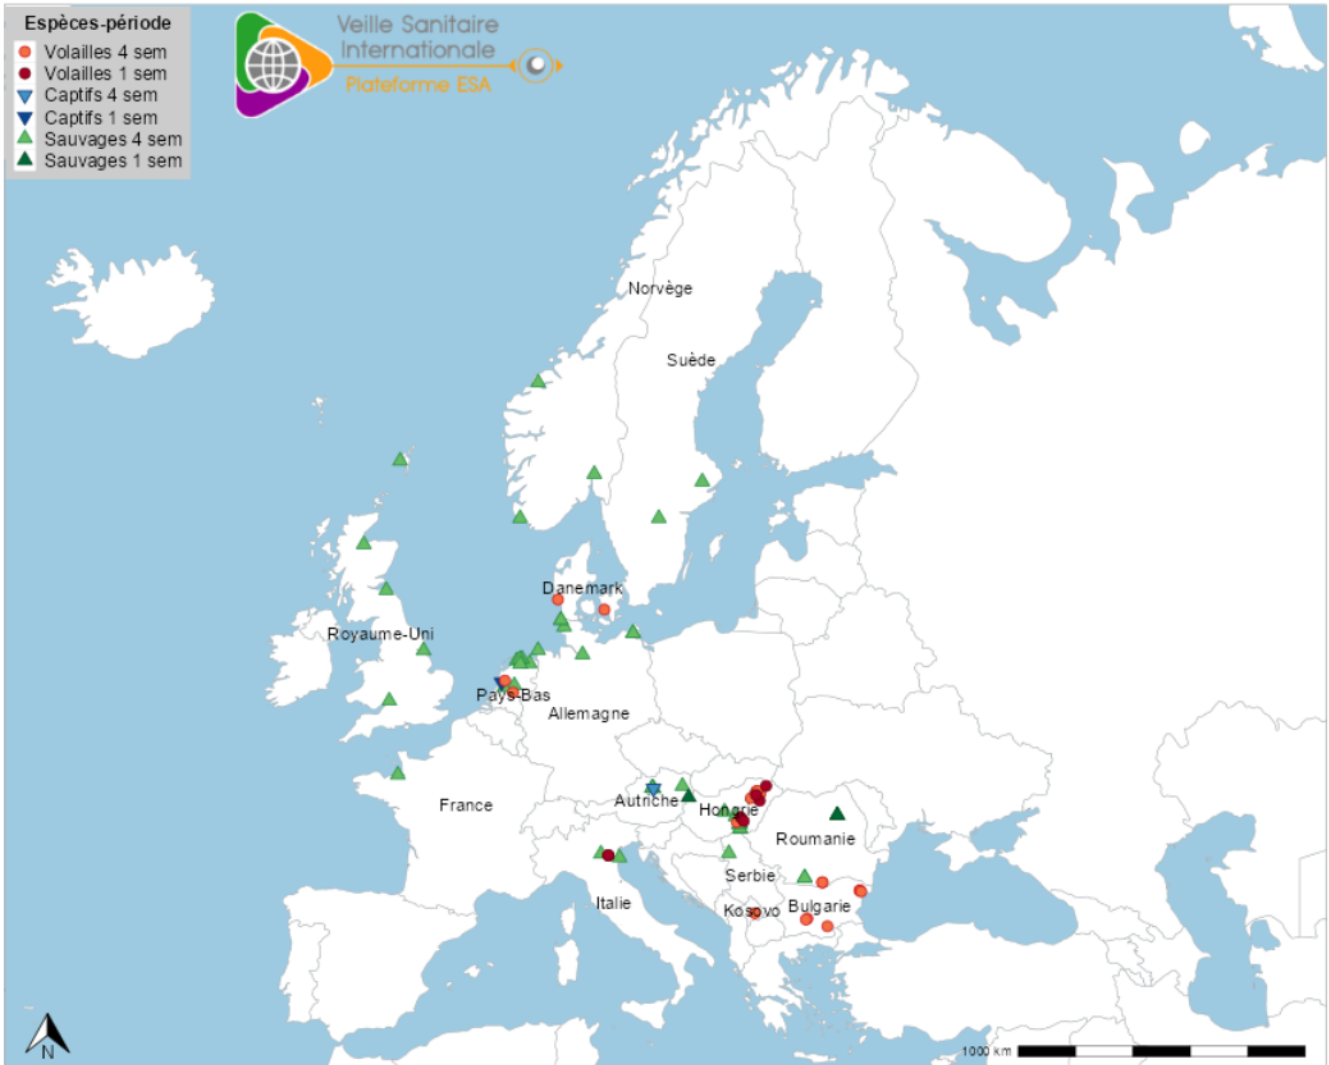 Espèces-période
Volailles 4 sem
Volailles 1 sem
Captifs 4 sem
Captifs 1 sem
Sauvages 4 sem
Sauvages 1 sem
Veille Sanitaire
Internationale
Plateforme ESA
Norvège
Suède
Danemark
Royaume-Uni
Pays-Bas
Allemagne
Autriche
Hongrie
France
Roumanie
Serbie
Italie
Kosovo
Bulgarie
N
1000 km